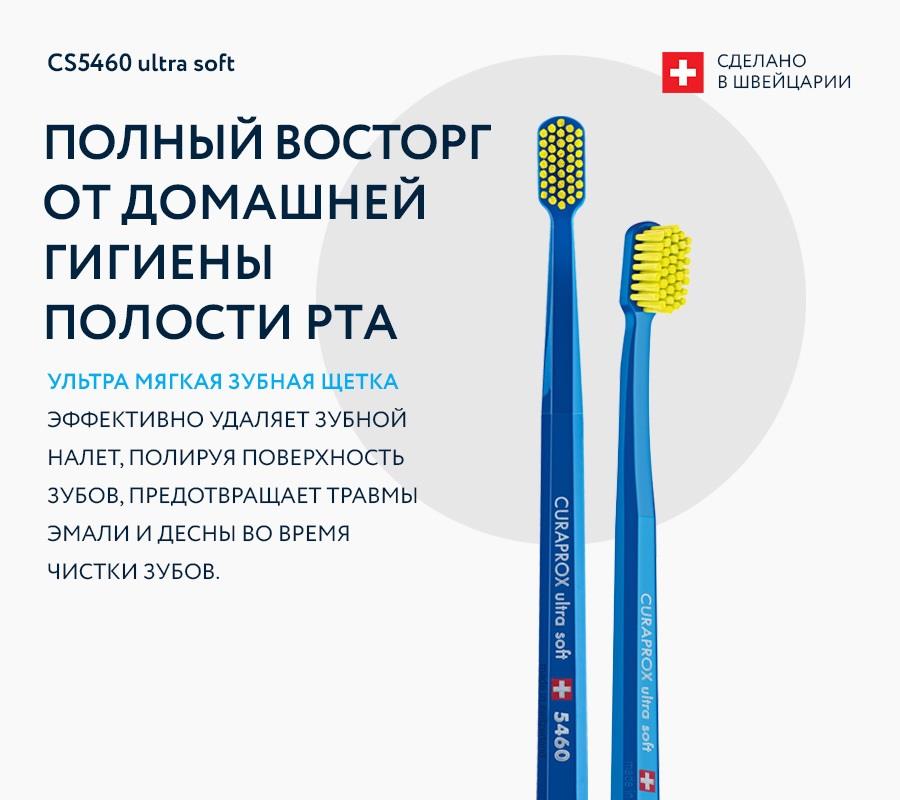 CS5460 ultra soft
СДЕЛАНО
В ШВЕЙЦАРИИ
ПОЛНЫЙ ВОСТОРГ
ОТ ДОМАШНЕЙ
ГИГИЕНЫ
ПОЛОСТИ РТА
УЛЬТРА МЯГКАЯ ЗУБНАЯ ЩЕТКА
ЭФФЕКТИВНО УДАЛЯЕТ ЗУБНОЙ
НАЛЕТ, ПОЛИРУЯ ПОВЕРХНОСТЬ
ЗУБОВ, ПРЕДОТВРАЩАЕТ ТРАВМЫ
ЭМАЛИ И ДЕСНЫ ВО ВРЕМЯ
ЧИСТКИ ЗУБОВ.
CURAPROX ultra soft 5460
CURAPROX ultra soft